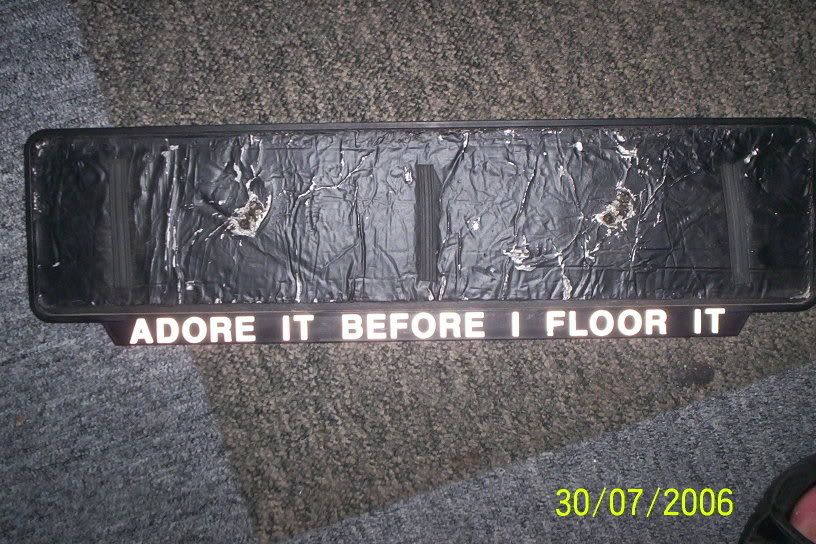 ADORE IT BEFORE I FLOOR IT
30/07/2006